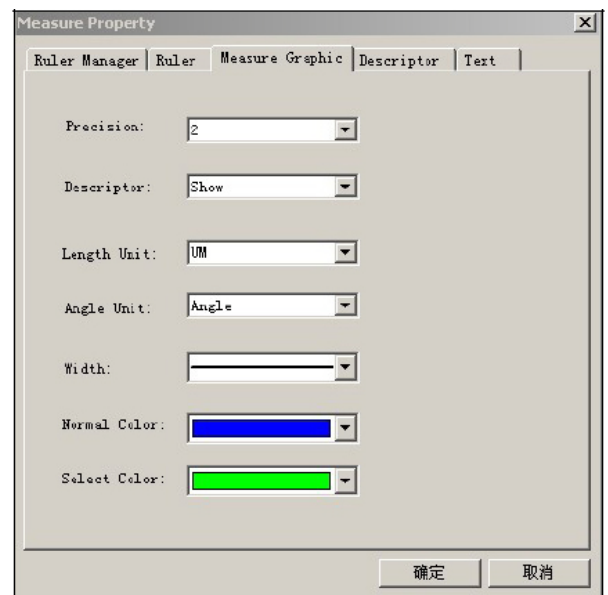 Measure Property
Ruler Manager Ruler Measure Graphic Descriptor Text
Precision: 2
Descriptor: Show
Length Unit: UM
Angle Unit: Angle
Width:
Normal Color:
Select Color:
确定 取消